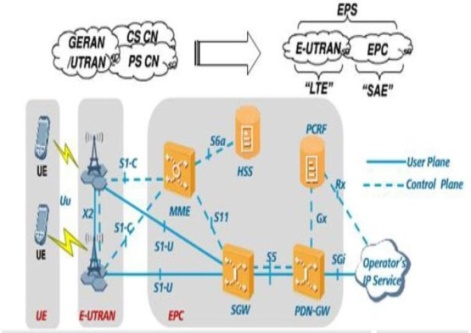 EPS
GERAN
/UTRAN
CS CN
PS CN
E-UTRAN
EPC
"LTE"
"SAE"
UE
UE
Uu
X2
S1-C
S1-C
S1-U
S1-U
MME
S6a
HSS
S11
SGW
S5
PCRF
Gx
Rx
PDN-GW
SGi
Operator's
IP Service
User Plane
Control Plane
UE
E-UTRAN
EPC